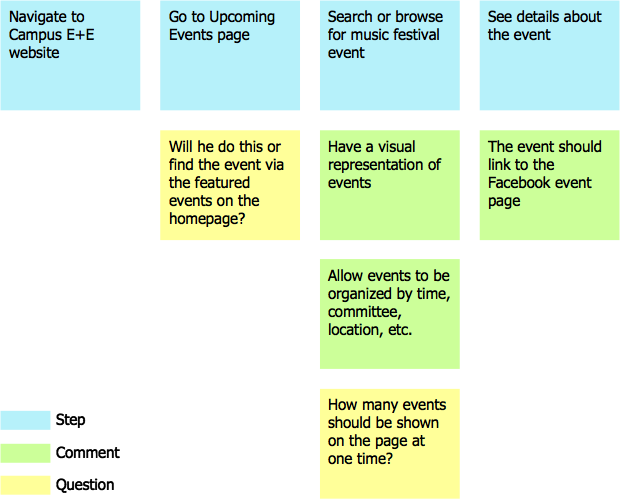 Navigate to
Campus E+E
website
Go to Upcoming
Events page
Search or browse
for music festival
event
See details about
the event
Will he do this or
find the event via
the featured
events on the
homepage?
Have a visual
representation of
events
The event should
link to the
Facebook event
page
Allow events to be
organized by time,
committee,
location, etc.
How many events
should be shown
on the page at
one time?
Step
Comment
Question